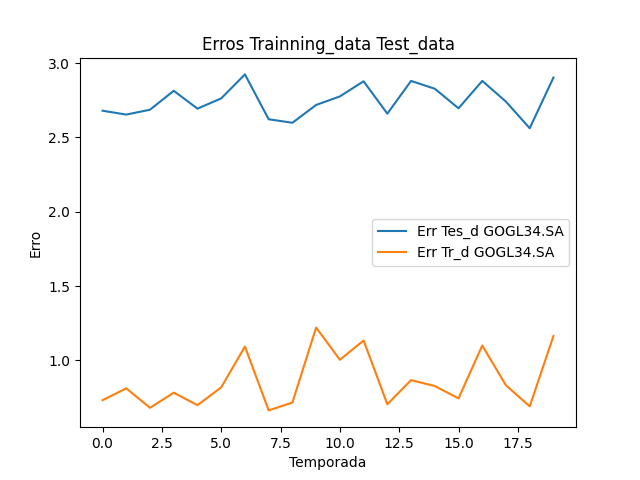 Erros Trainning_data Test_data
3.0
2.5
2.0
1.5
1.0
Erro
Err Tes_d GOGL34.SA
Err Tr_d GOGL34.SA
0.0 2.5 5.0 7.5 10.0 12.5 15.0 17.5
Temporada